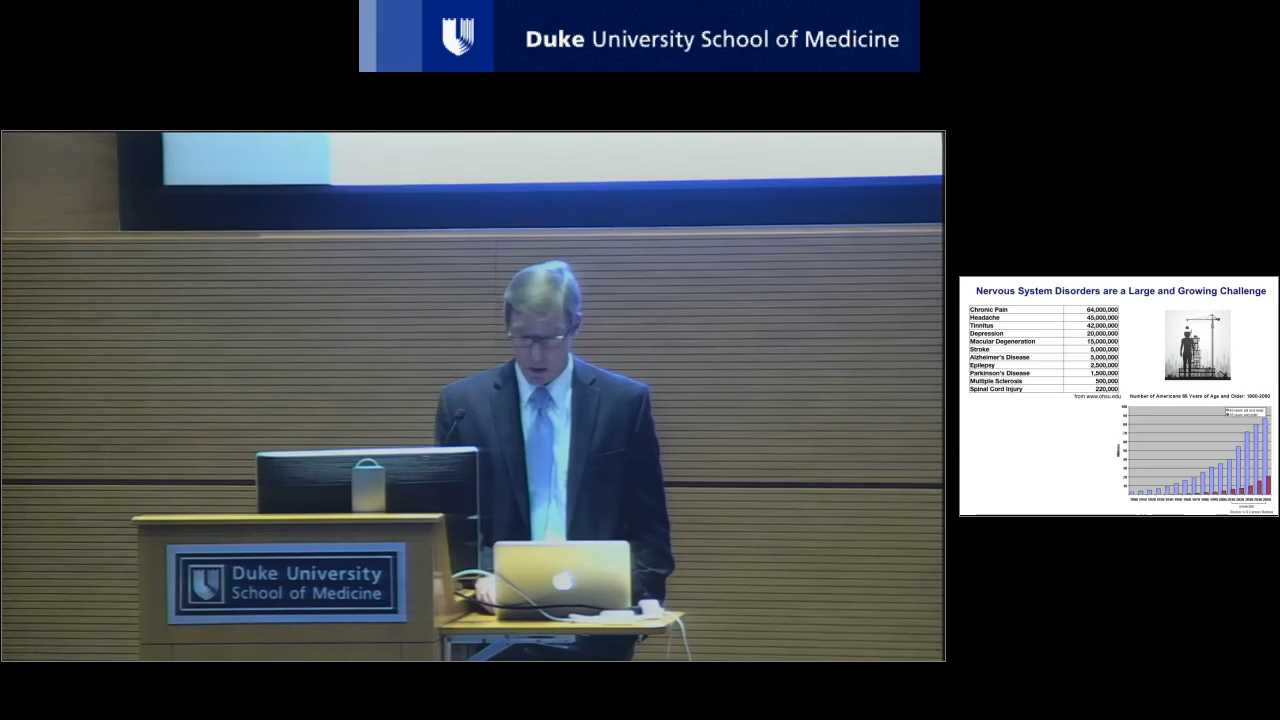 Duke University School of Medicine
Nervous System Disorders are a Large and Growing Challenge
Chronic Pain 64,000,000
Headache 45,000,000
Tinnitus 42,000,000
Depression 20,000,000
Macular Degeneration 15,000,000
Stroke 5,000,000
Alzheimer's Disease 5,000,000
Epilepsy 2,500,000
Parkinson's Disease 1,500,000
Multiple Sclerosis 500,000
Spinal Cord Injury 220,000
from www.ohsu.edu
Number of Americans 65 Years of Age and Older: 1900-2050
Duke University
School of Medicine